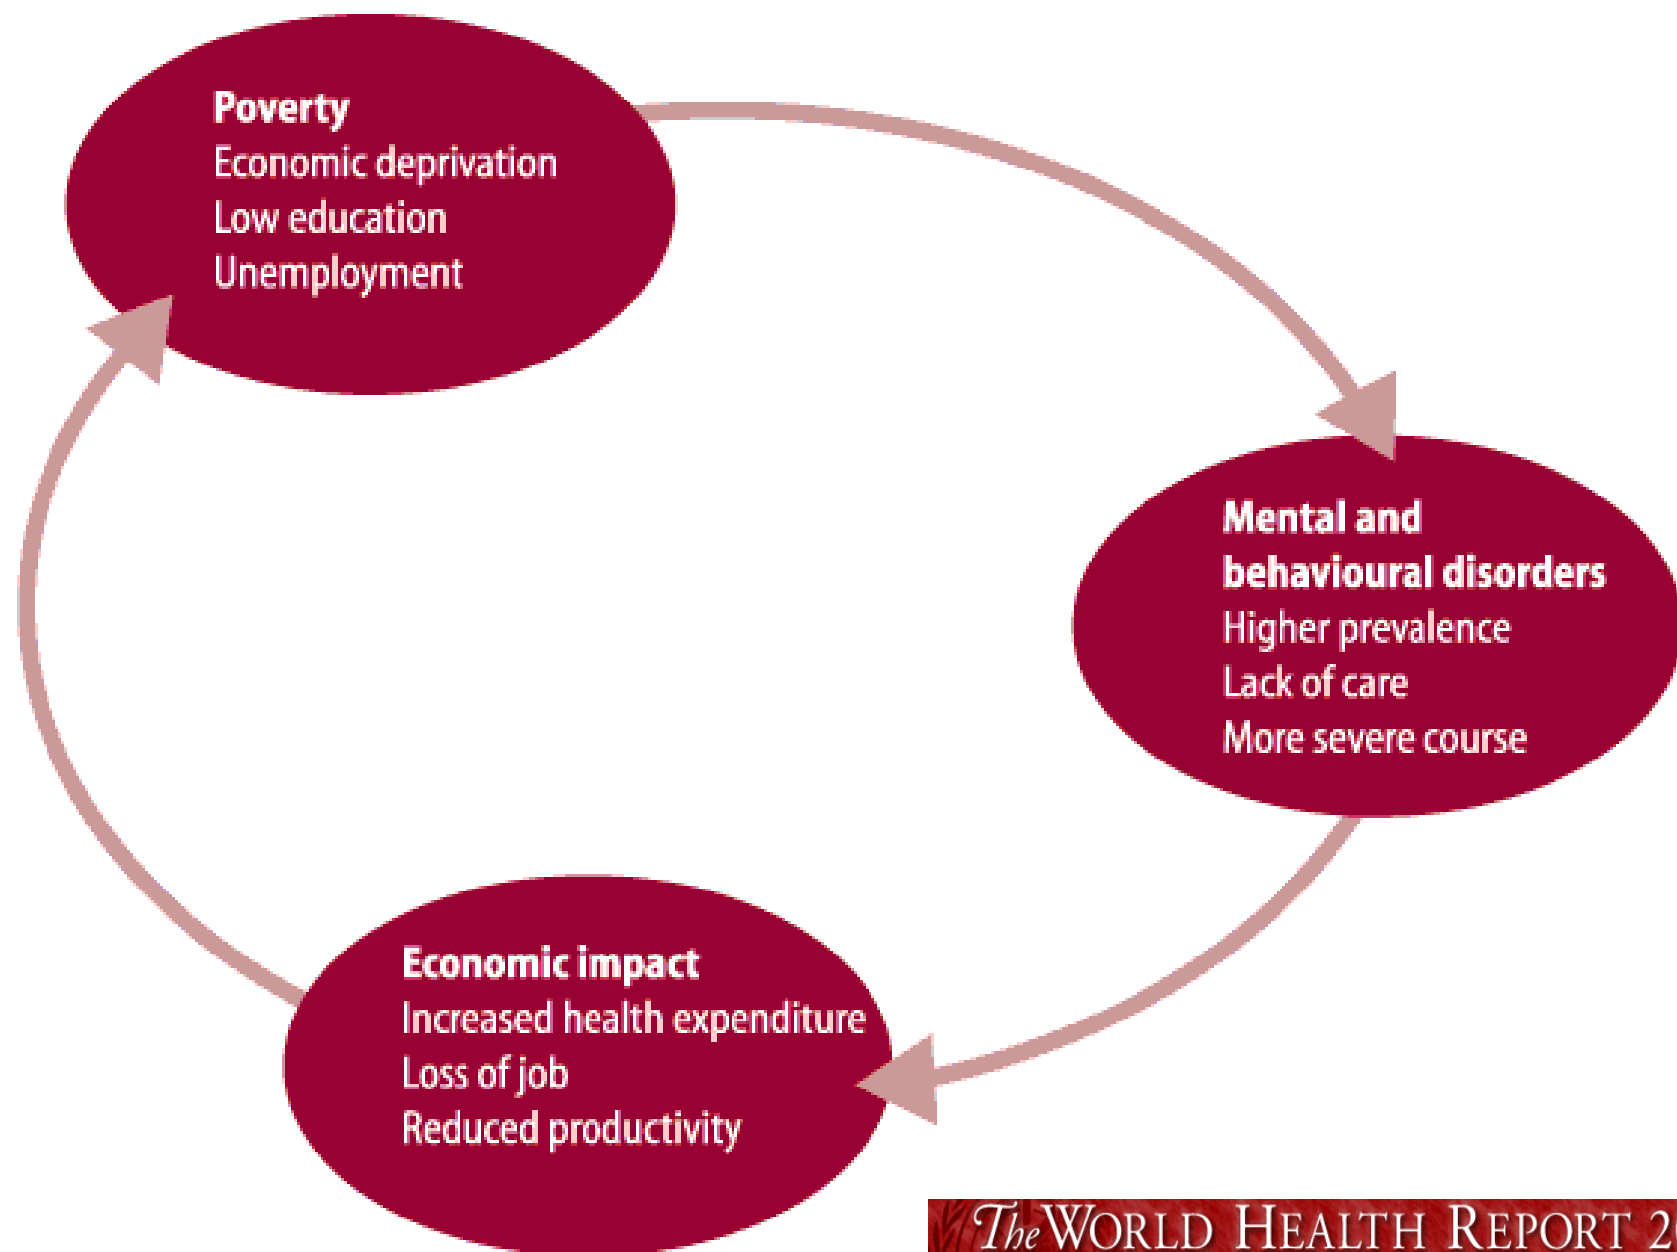 Poverty
Economic deprivation
Low education
Unemployment
Mental and
behavioural disorders
Higher prevalence
Lack of care
More severe course
Economic impact
Increased health expenditure
Loss of job
Reduced productivity
The WORLD HEALTH REPORT 2